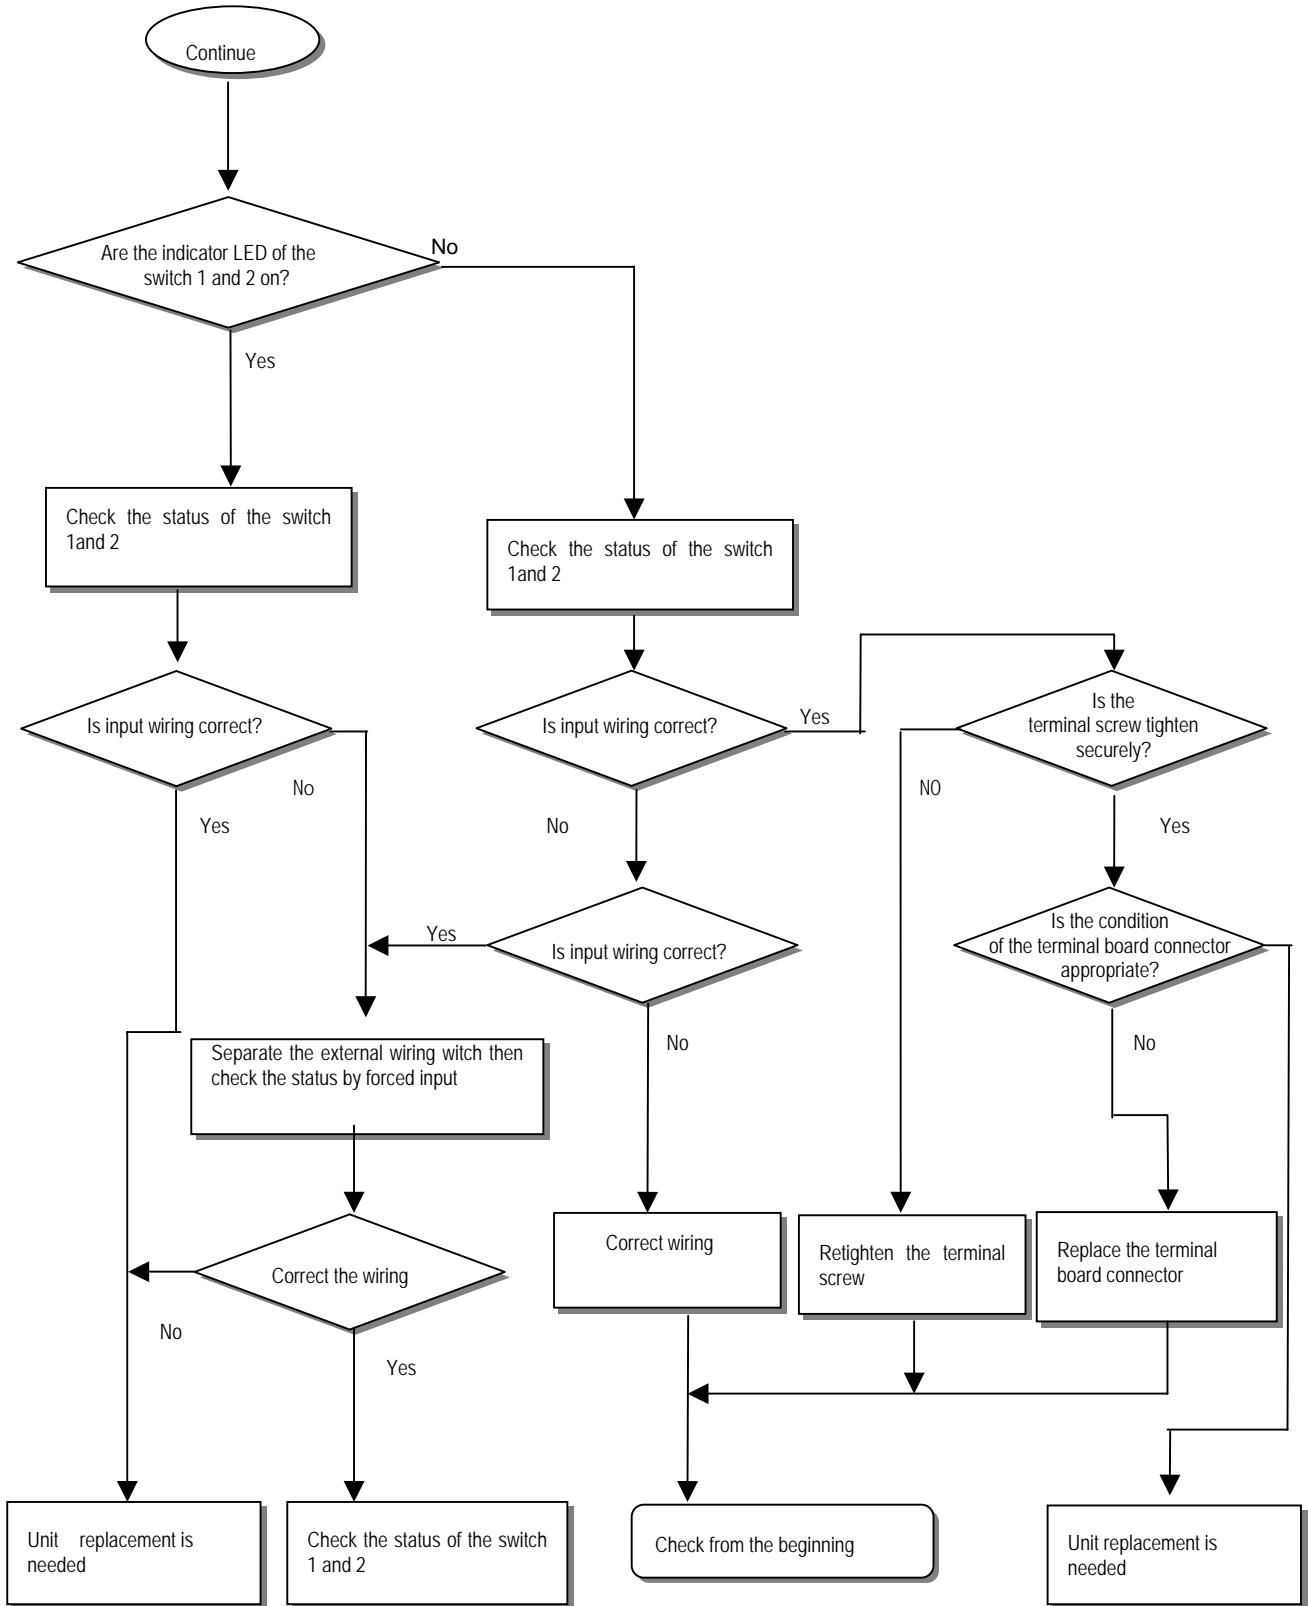 Continue
Are the indicator LED of the
switch 1 and 2 on?
No
Yes
Check the status of the switch
1and 2
Check the status of the switch
1and 2
Is input wiring correct?
No
Yes
Is input wiring correct?
Yes
No
Is the
terminal screw tighten
securely?
NO
Yes
Is input wiring correct?
Yes
No
Is the condition
of the terminal board connector
appropriate?
No
Separate the external wiring witch then
check the status by forced input
Correct the wiring
No
Yes
Correct wiring
Retighten the terminal
screw
Replace the terminal
board connector
Unit replacement is
needed
Check the status of the switch
1 and 2
Check from the beginning
Unit replacement is
needed